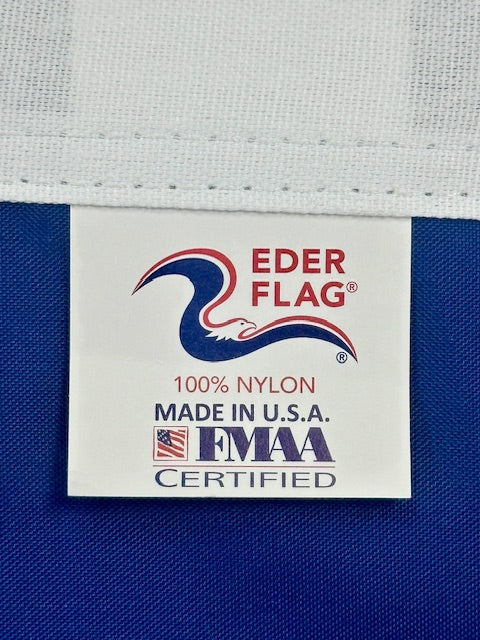 EDER
FLAG®
®
100% NYLON
MADE IN U.S.A.
FMAA
CERTIFIED